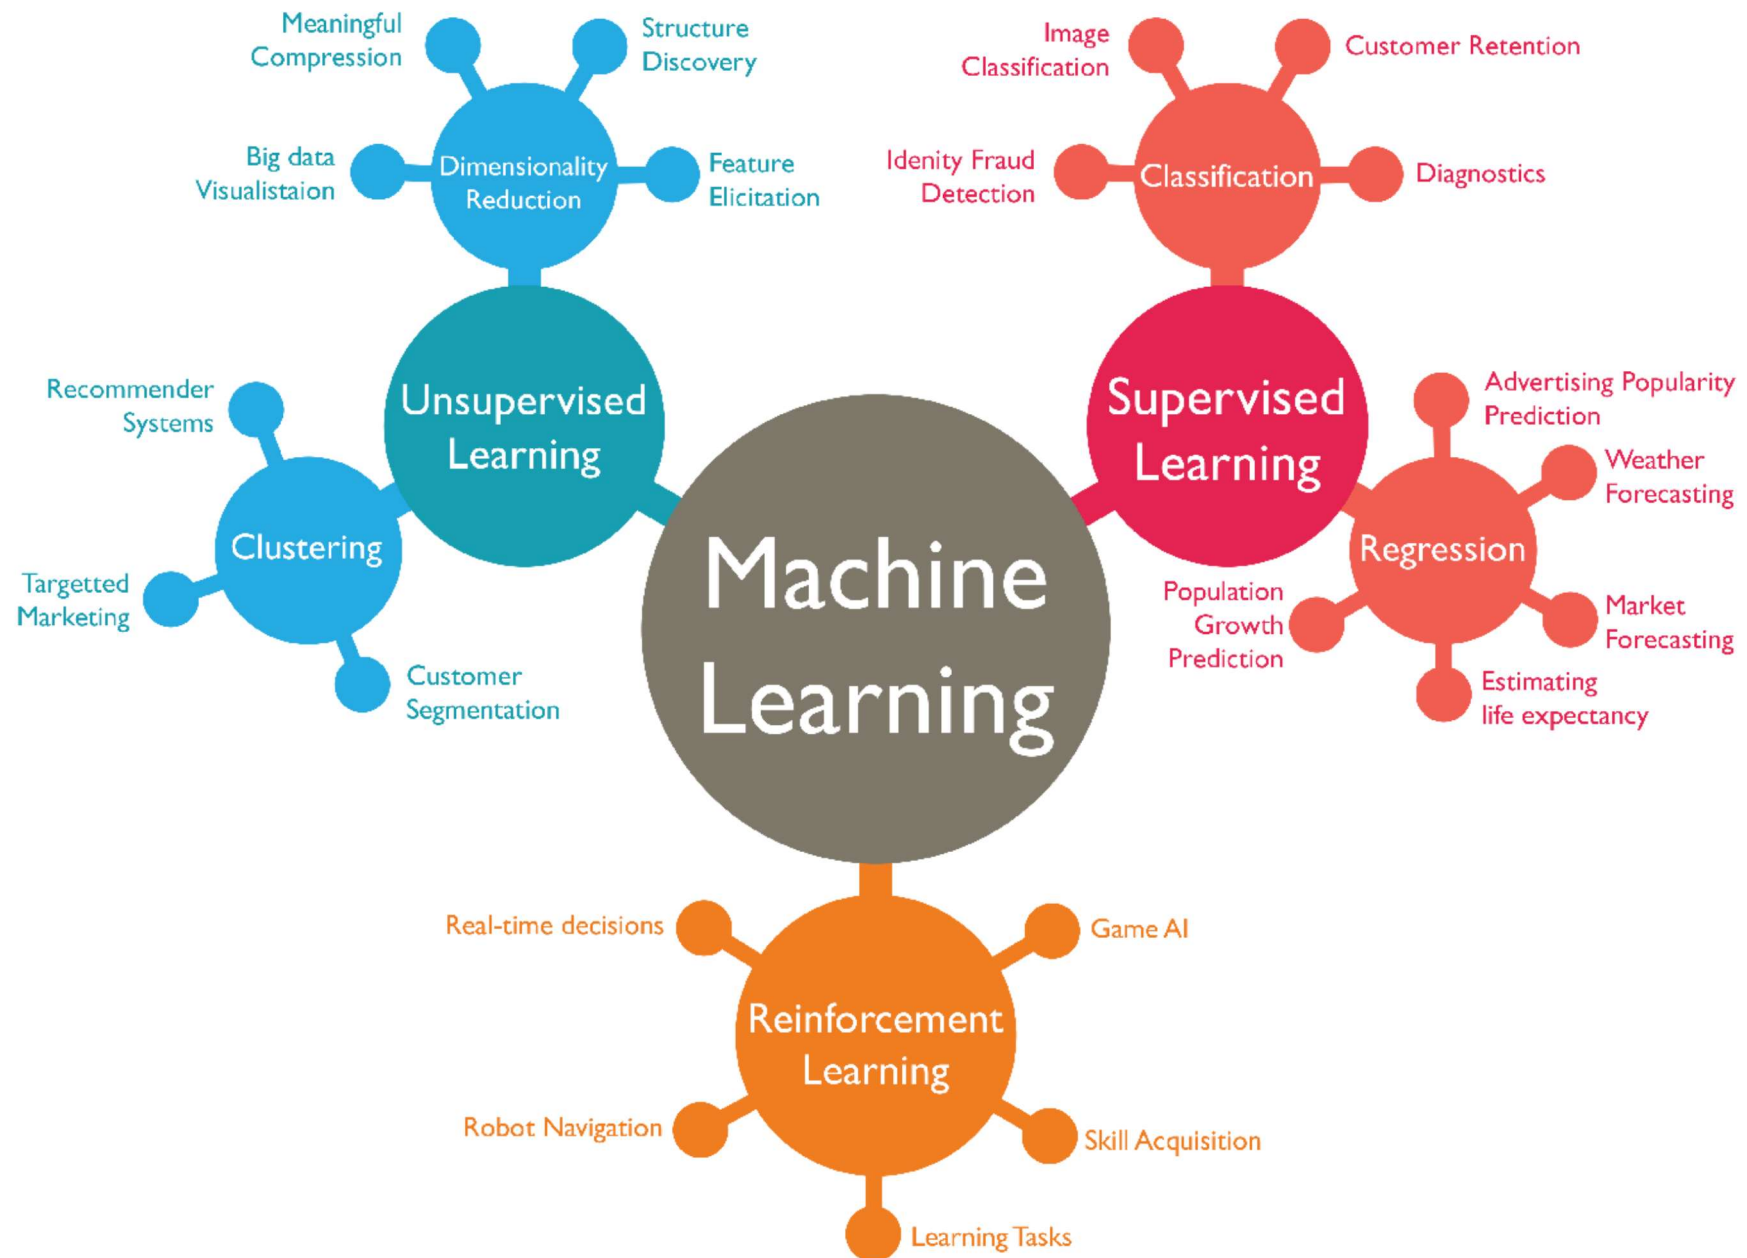 Meaningful
Compression
Structure
Discovery
Big data
Visualistaion
Dimensionality
Reduction
Feature
Elicitation
Image
Classification
Customer Retention
Idenity Fraud
Detection
Classification
Diagnostics
Unsupervised
Learning
Recommender
Systems
Clustering
Targetted
Marketing
Customer
Segmentation
Machine
Learning
Supervised
Learning
Advertising Popularity
Prediction
Weather
Forecasting
Regression
Population
Growth
Prediction
Market
Forecasting
Estimating
life expectancy
Real-time decisions
Game AI
Reinforcement
Learning
Robot Navigation
Skill Acquisition
Learning Tasks